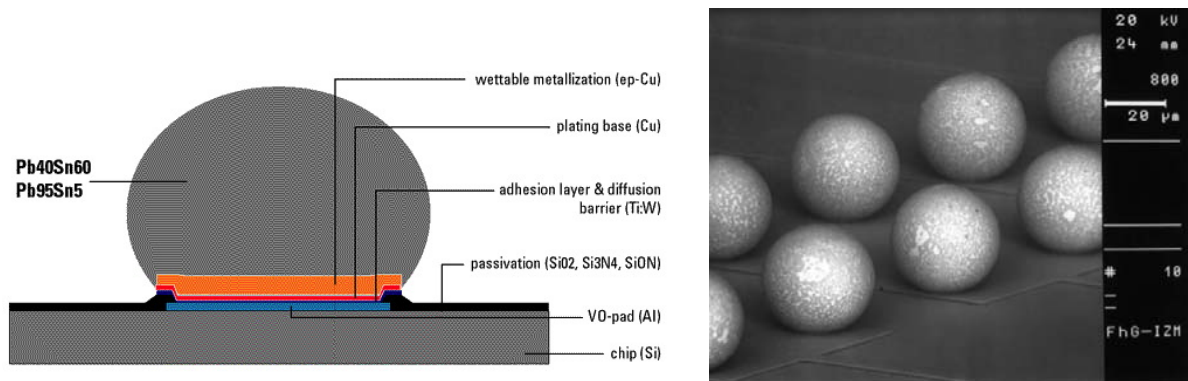 wettable metallization (ep-Cu)
plating base (Cu)
Pb40Sn60
Pb95Sn5
adhesion layer & diffusion
barrier (Ti:W)
passivation (SiO2, Si3N4, SiON)
VO-pad (Al)
chip (Si)
20 kV
24 mm
800
20 µm
# 10
FhG-IZM